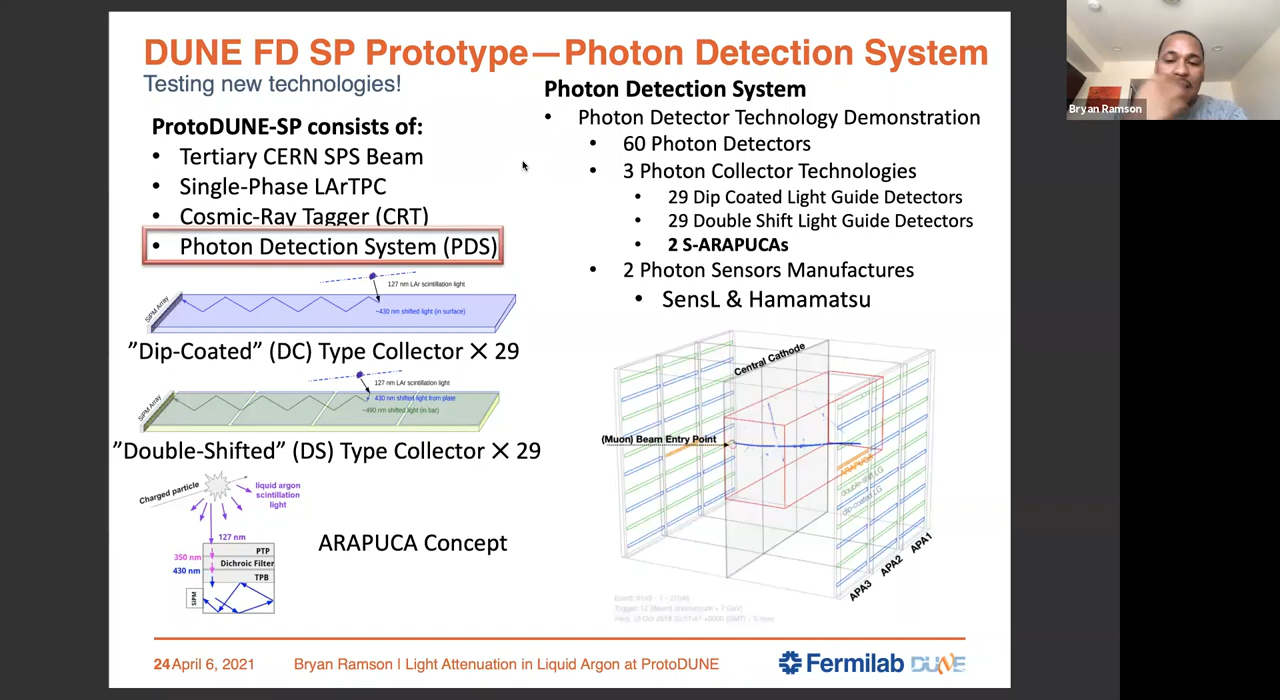 DUNE FD SP Prototype—Photon Detection System
Testing new technologies!
ProtoDUNE-SP consists of:
• Tertiary CERN SPS Beam
• Single-Phase LArTPC
• Cosmic-Ray Tagger (CRT)
• Photon Detection System (PDS)
127 nm LAr scintillation light
~430 nm shifted light (in surface)
SiPM Array
”Dip-Coated” (DC) Type Collector ✕ 29
127 nm LAr scintillation light
430 nm shifted light from plate
~490 nm shifted light (in bar)
SiPM Array
”Double-Shifted” (DS) Type Collector ✕ 29
Charged particle
liquid argon
scintillation
light
127 nm
350 nm
430 nm
PTP
Dichroic Filter
TPB
SiPM
ARAPUCA Concept
Photon Detection System
• Photon Detector Technology Demonstration
• 60 Photon Detectors
• 3 Photon Collector Technologies
• 29 Dip Coated Light Guide Detectors
• 29 Double Shift Light Guide Detectors
• 2 S-ARAPUCAs
• 2 Photon Sensors Manufactures
• SensL & Hamamatsu
Central Cathode
(Muon) Beam Entry Point
ARAPUCA
double-shift LG
dip-coated LG
APA3
APA2
APA1
24 April 6, 2021
Bryan Ramson | Light Attenuation in Liquid Argon at ProtoDUNE
Fermilab
DUNE
Bryan Ramson